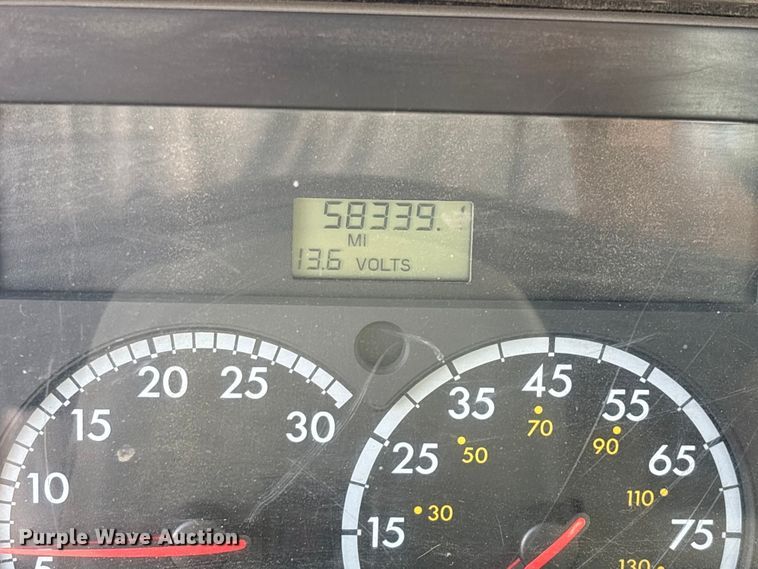 58339.
MI
13.6 VOLTS
5 10 15 20 25 30
15 25 35 45 55 65 75
30 50 70 90 110 130
Purple Wave Auction